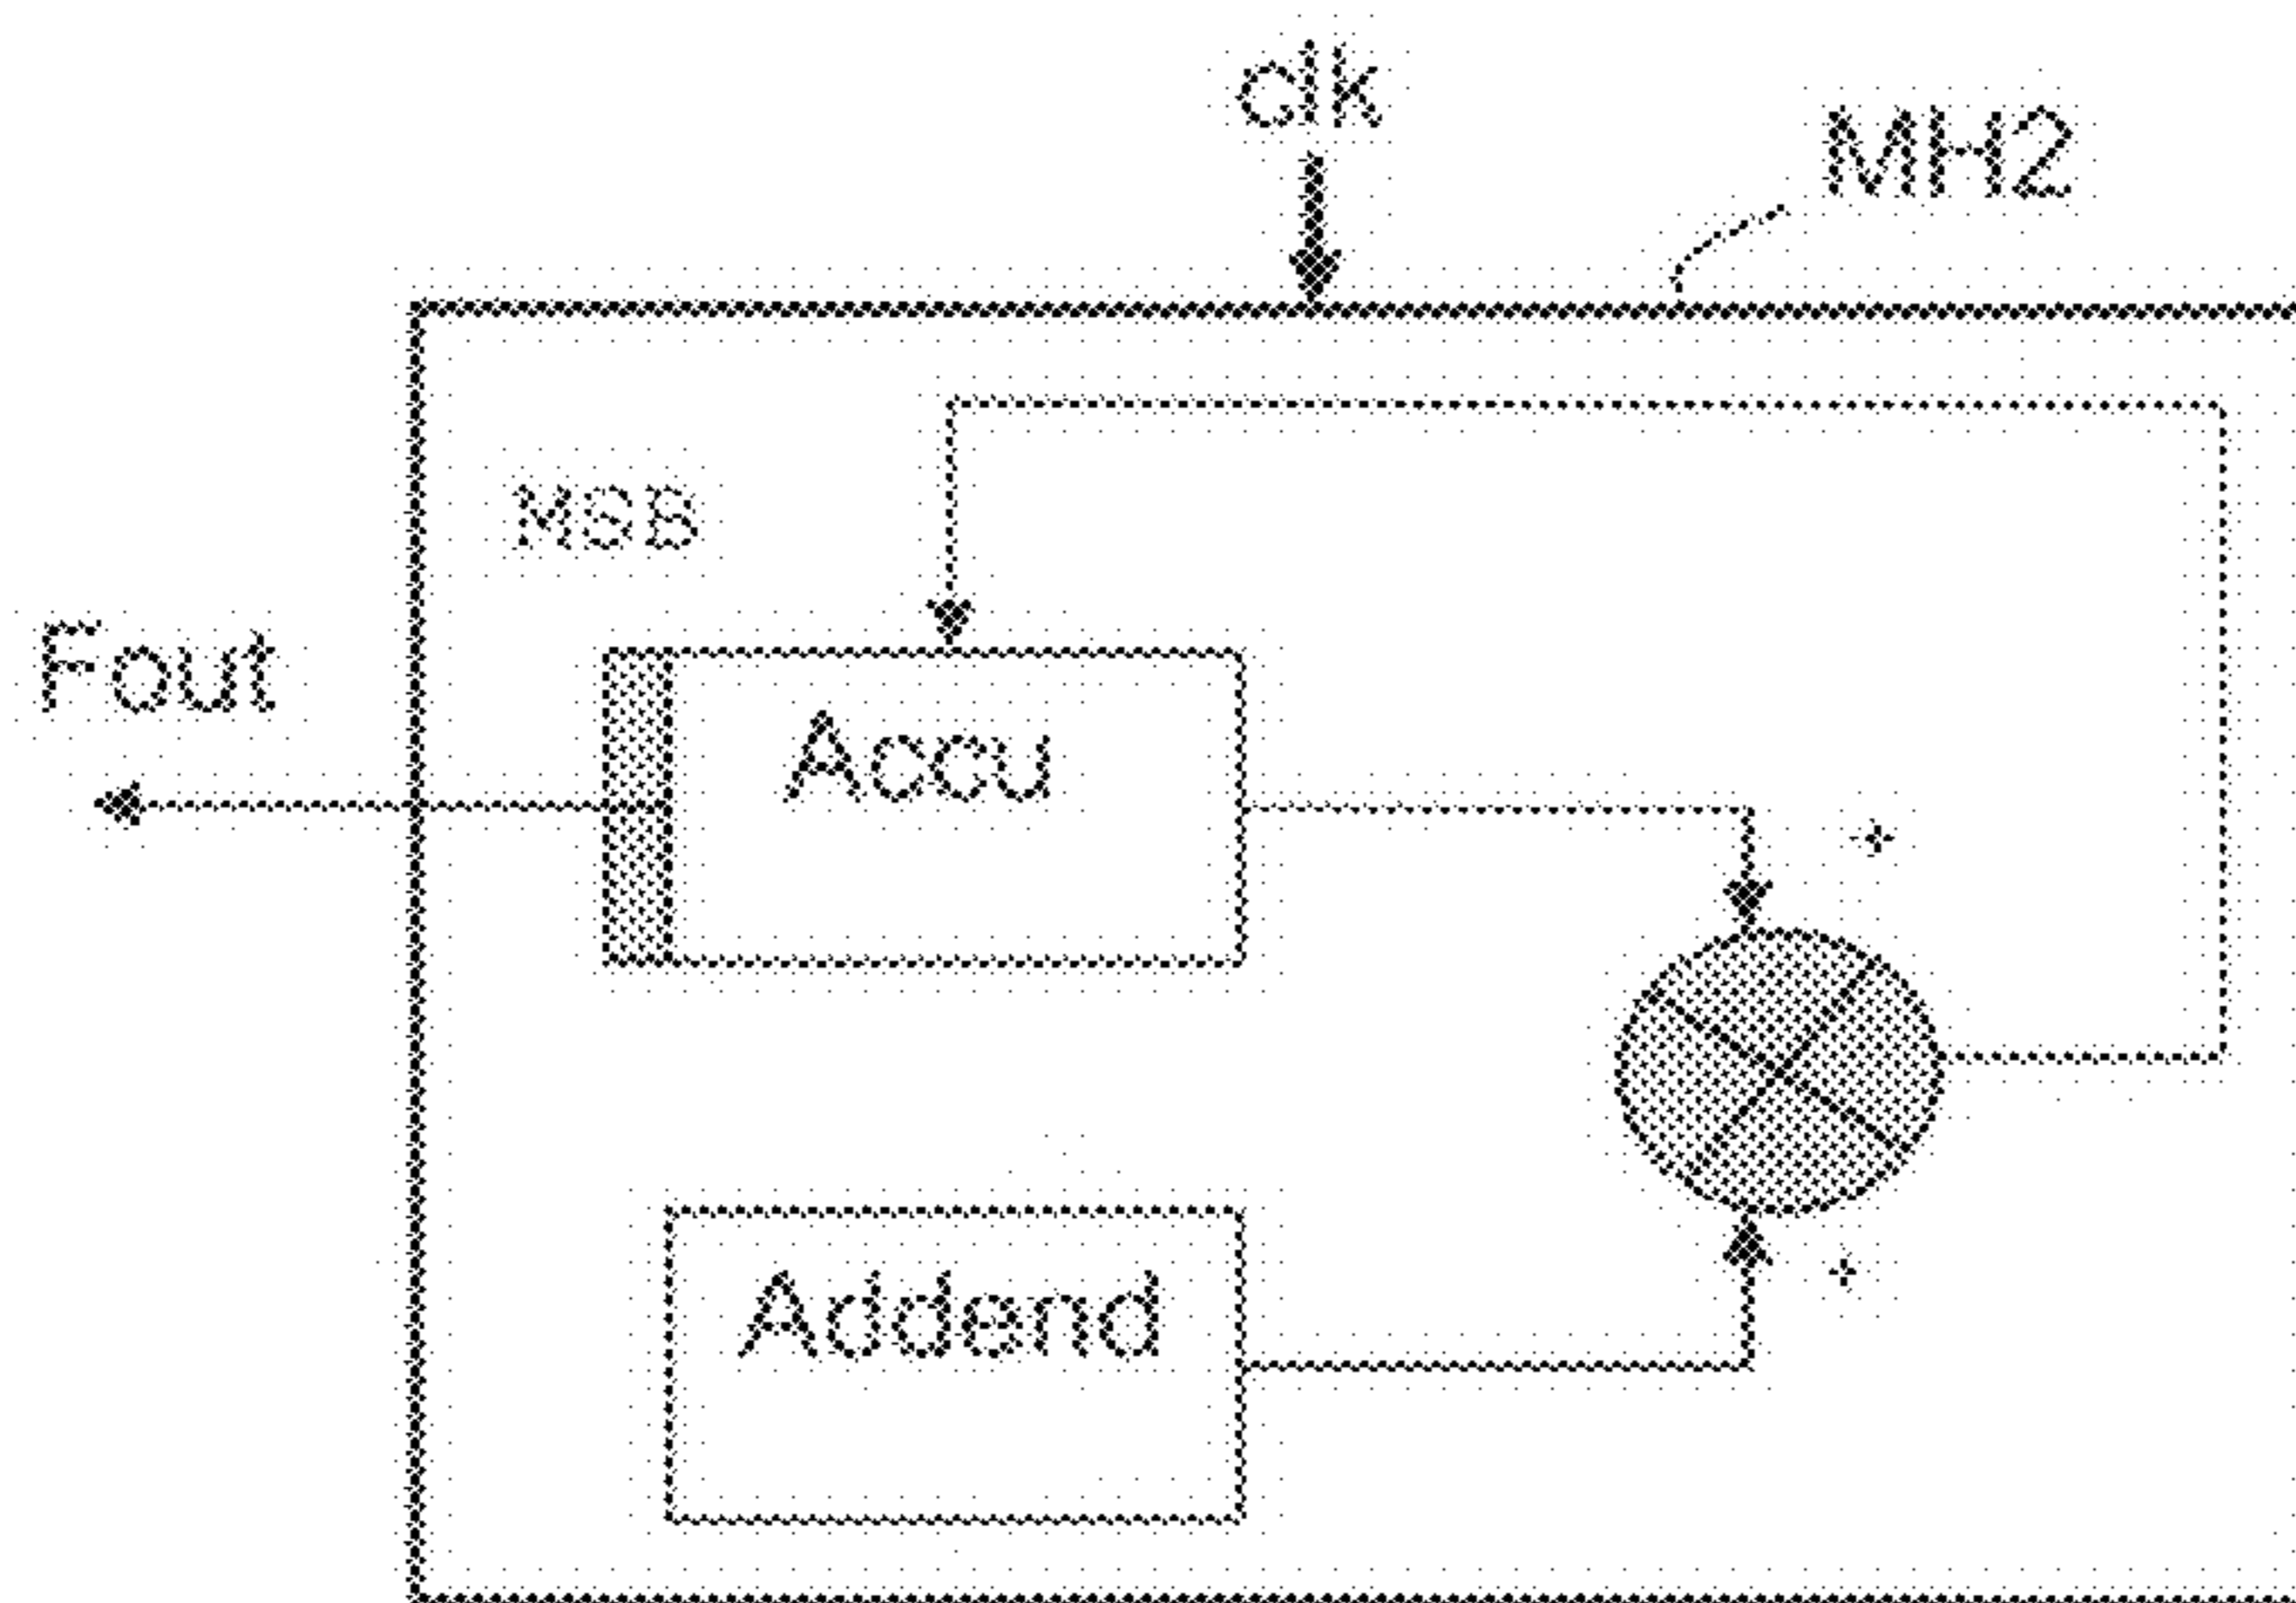 clk
MH2
MSB
Fout
Accu
+
Addend
+